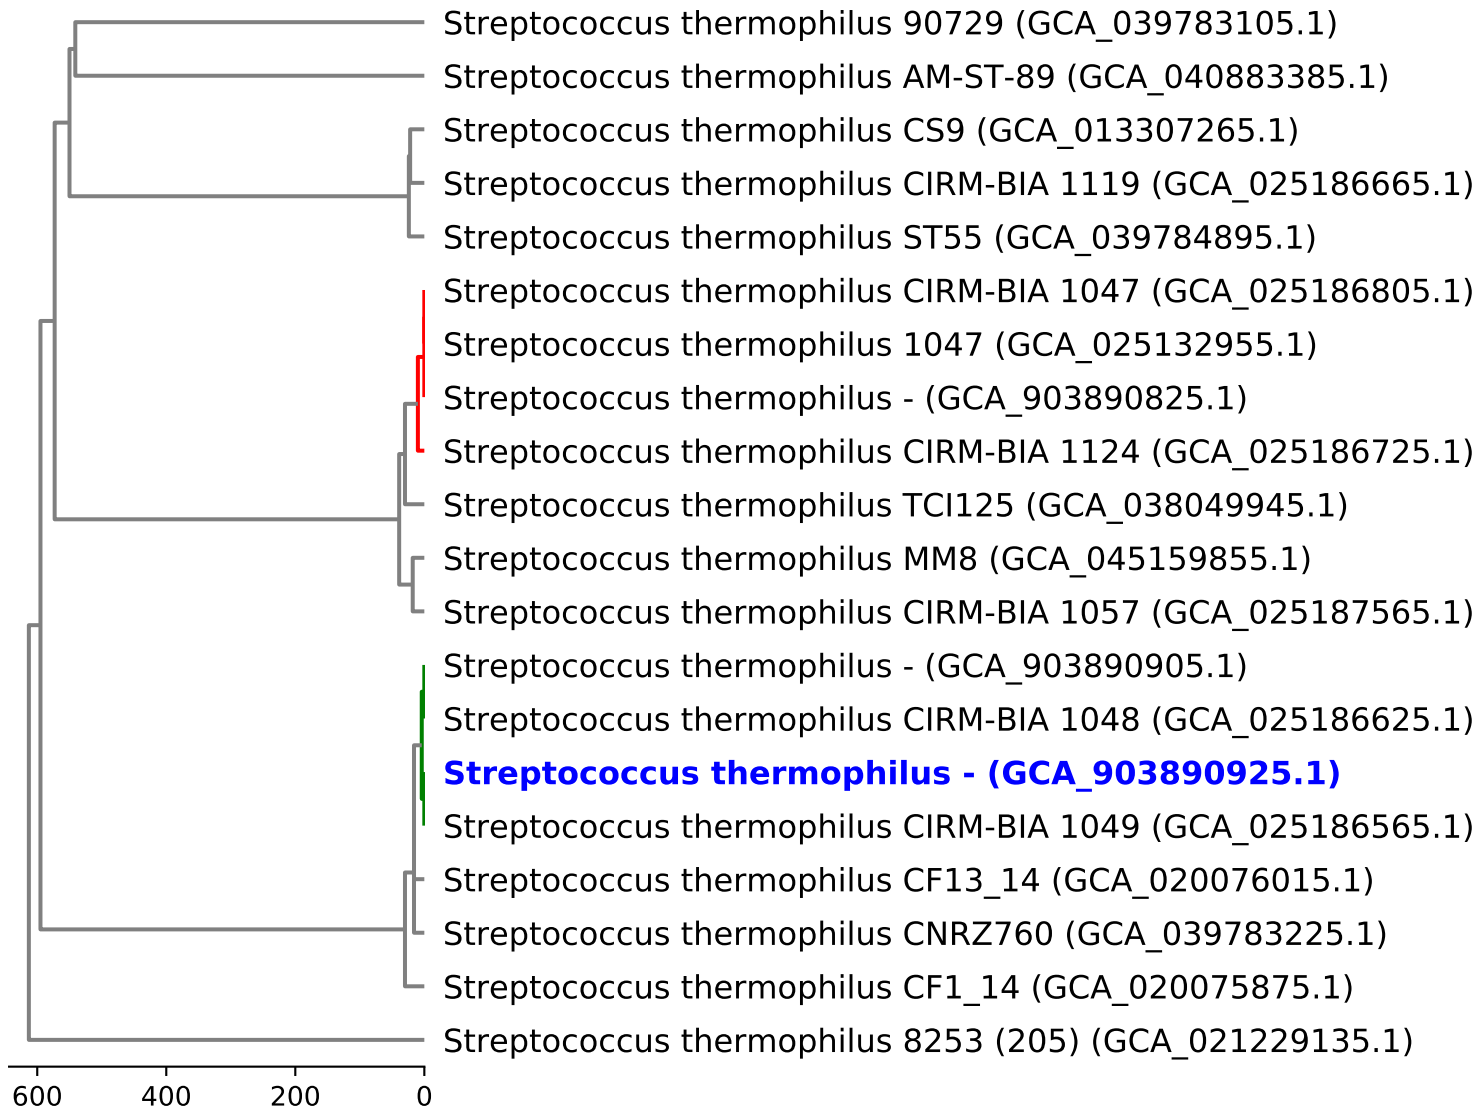 Streptococcus thermophilus 90729 (GCA_039783105.1)
Streptococcus thermophilus AM-ST-89 (GCA_040883385.1)
Streptococcus thermophilus CS9 (GCA_013307265.1)
Streptococcus thermophilus CIRM-BIA 1119 (GCA_025186665.1)
Streptococcus thermophilus ST55 (GCA_039784895.1)
Streptococcus thermophilus CIRM-BIA 1047 (GCA_025186805.1)
Streptococcus thermophilus 1047 (GCA_025132955.1)
Streptococcus thermophilus - (GCA_903890825.1)
Streptococcus thermophilus CIRM-BIA 1124 (GCA_025186725.1)
Streptococcus thermophilus TCI125 (GCA_038049945.1)
Streptococcus thermophilus MM8 (GCA_045159855.1)
Streptococcus thermophilus CIRM-BIA 1057 (GCA_025187565.1)
Streptococcus thermophilus - (GCA_903890905.1)
Streptococcus thermophilus CIRM-BIA 1048 (GCA_025186625.1)
Streptococcus thermophilus - (GCA_903890925.1)
Streptococcus thermophilus CIRM-BIA 1049 (GCA_025186565.1)
Streptococcus thermophilus CF13_14 (GCA_020076015.1)
Streptococcus thermophilus CNRZ760 (GCA_039783225.1)
Streptococcus thermophilus CF1_14 (GCA_020075875.1)
Streptococcus thermophilus 8253 (205) (GCA_021229135.1)
600 400 200 0